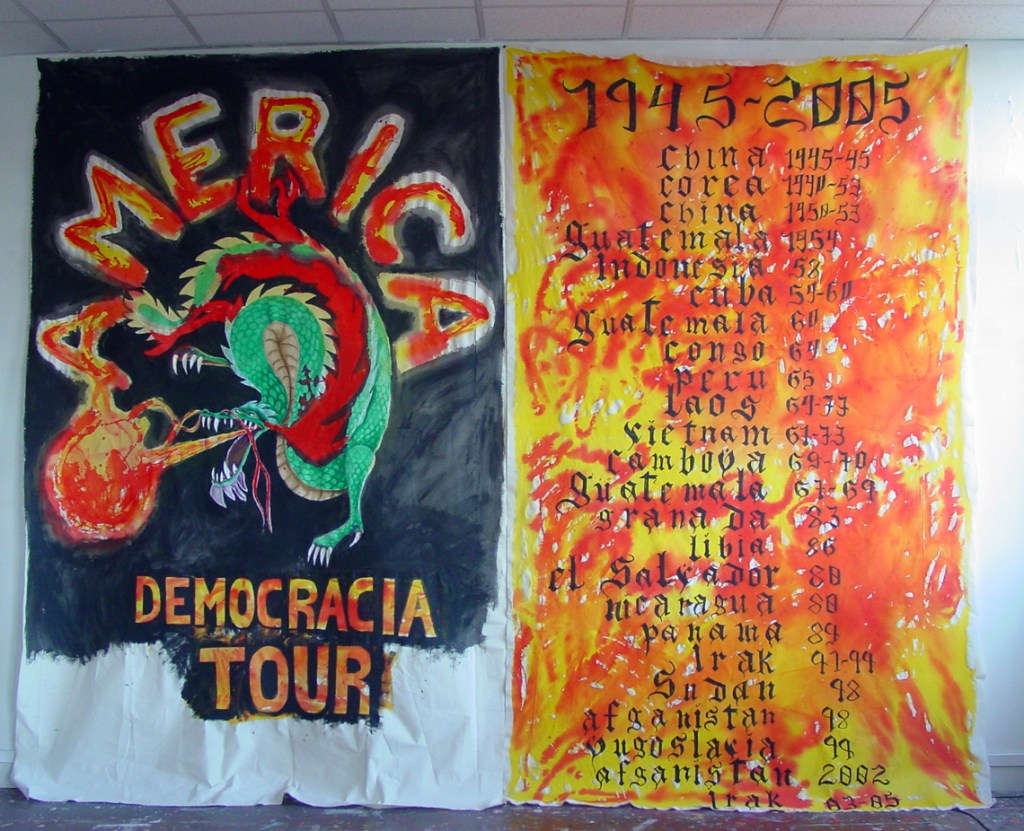 AMERICA
DEMOCRACIA
TOUR
1945-2005
china 1945-45
corea 1950-53
china 1950-53
guatemala 1954
Indonesia 58
cuba 59-60
guatemala 60
congo 64
peru 65
laos 64-73
vietnam 61-73
camboya 69-70
guatemala 67-69
granada 83
libia 86
el Salvador 80
nicaragua 80
panama 89
Irak 91-99
Sudan 98
afganistan 98
yugoslavia 99
afganistan 2002
Irak 03-05